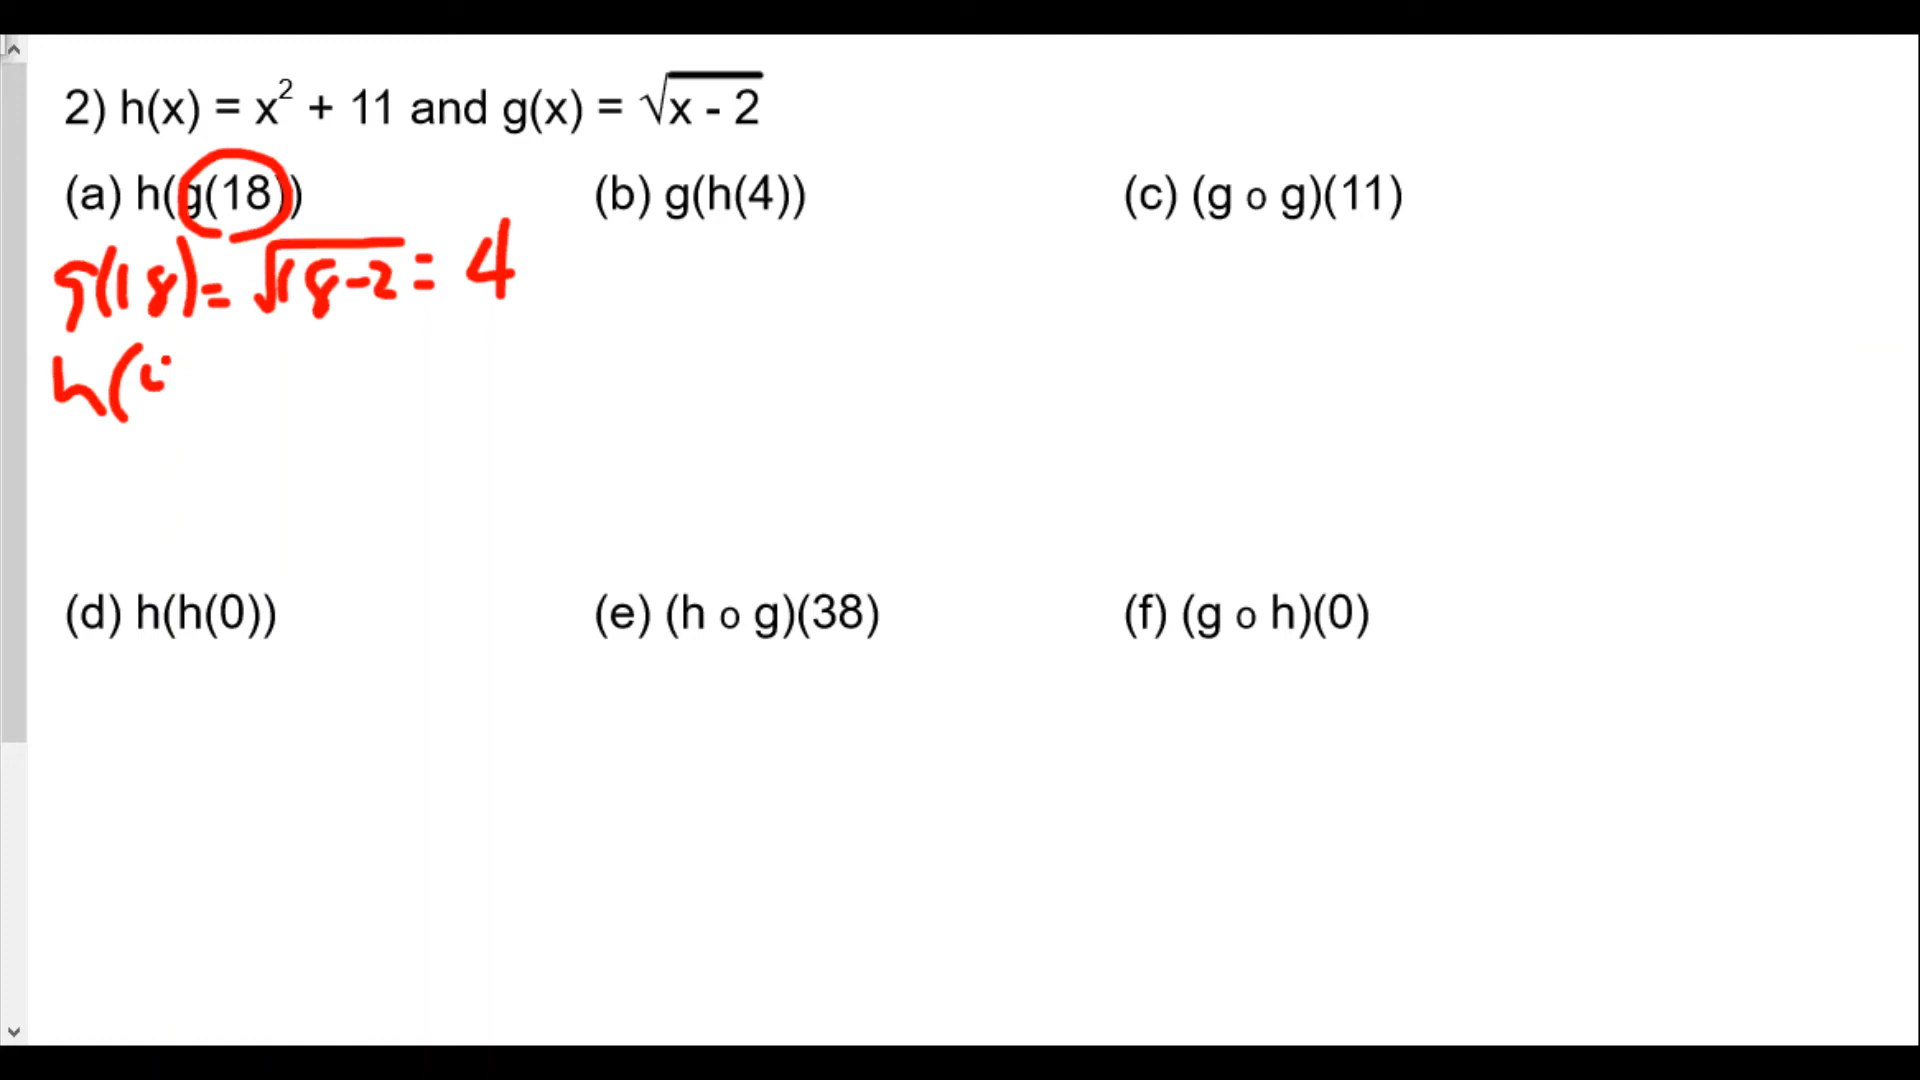 2) h(x) = x² + 11 and g(x) = √x - 2
(a) h(g(18))
(b) g(h(4))
(c) (g o g)(11)
g(18) = √18-2 = 4
h(
(d) h(h(0))
(e) (h o g)(38)
(f) (g o h)(0)